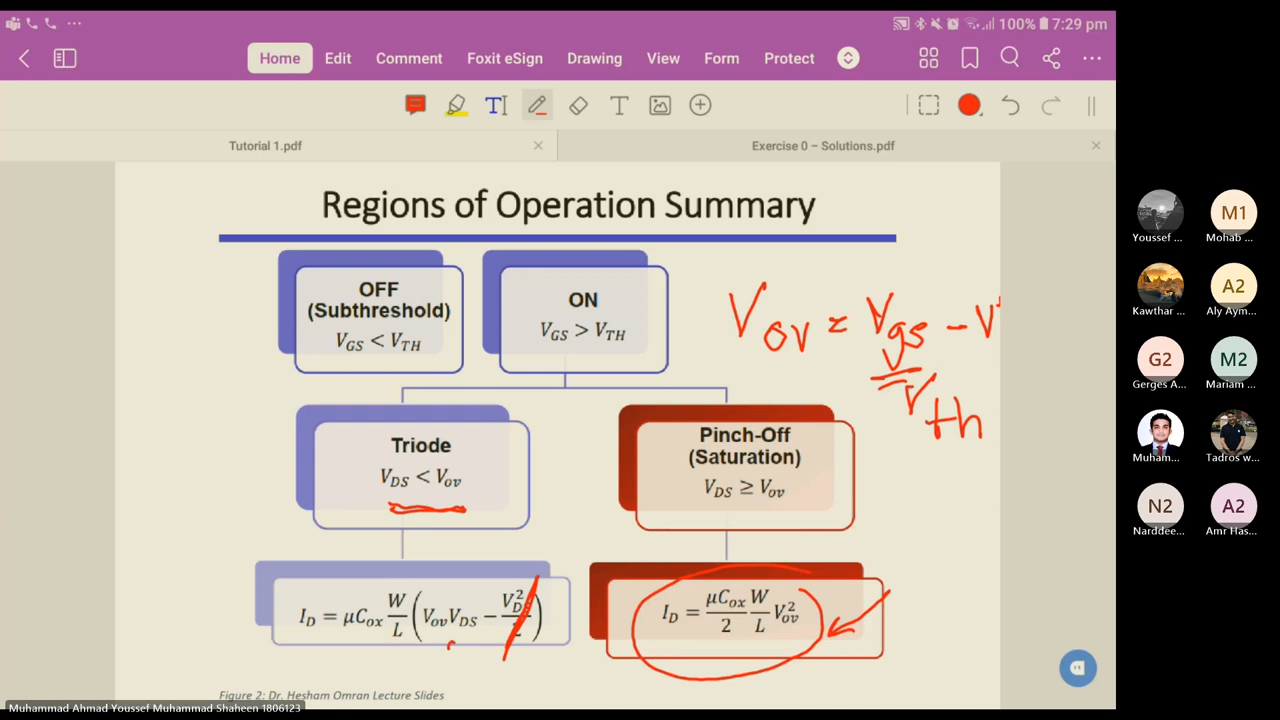 100% 7:29 pm
Home Edit Comment Foxit eSign Drawing View Form Protect
Tutorial 1.pdf
Exercise 0 – Solutions.pdf
Regions of Operation Summary
OFF
(Subthreshold)
V_GS < V_TH
ON
V_GS > V_TH
V_ov = V_gs – V
V
V_th
Triode
V_DS < V_ov
Pinch-Off
(Saturation)
V_DS ≥ V_ov
I_D = μC_ox W/L (V_ov V_DS −
I_D = μC_ox/2 W/L V_ov^2
Figure 2: Dr. Hesham Omran Lecture Slides
Muhammad Ahmad Youssef Muhammad Shaheen 1806123
Youssef ...
M1
Mohab ...
Kawthar ...
A2
Aly Aym...
G2
Gerges A...
M2
Mariam ...
Muham...
Tadros w...
N2
Narddee...
A2
Amr Has...